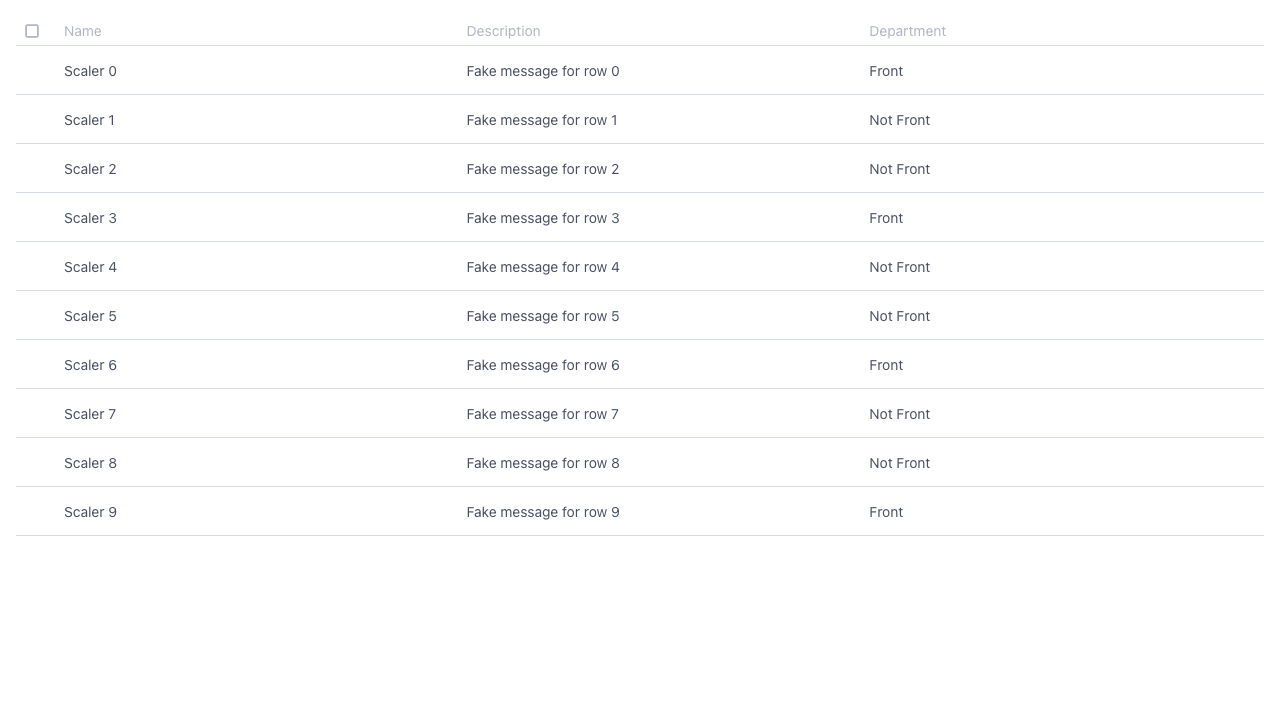 Name Description Department
Scaler 0 Fake message for row 0 Front
Scaler 1 Fake message for row 1 Not Front
Scaler 2 Fake message for row 2 Not Front
Scaler 3 Fake message for row 3 Front
Scaler 4 Fake message for row 4 Not Front
Scaler 5 Fake message for row 5 Not Front
Scaler 6 Fake message for row 6 Front
Scaler 7 Fake message for row 7 Not Front
Scaler 8 Fake message for row 8 Not Front
Scaler 9 Fake message for row 9 Front